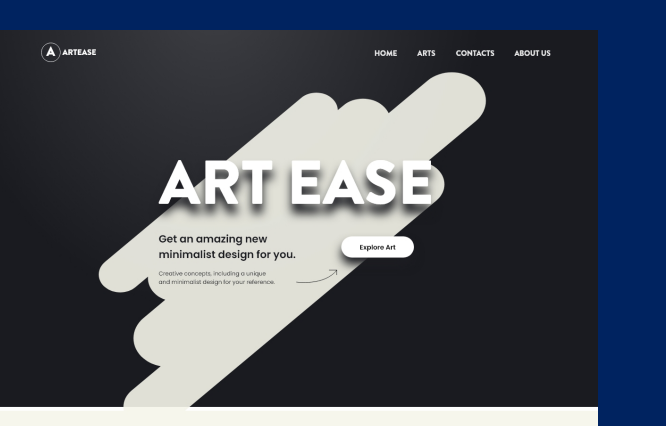 A ARTEASE
HOME ARTS CONTACTS ABOUT US
ART EASE
Get an amazing new
minimalist design for you.
Explore Art
Creative concepts, including a unique
and minimalist design for your reference.